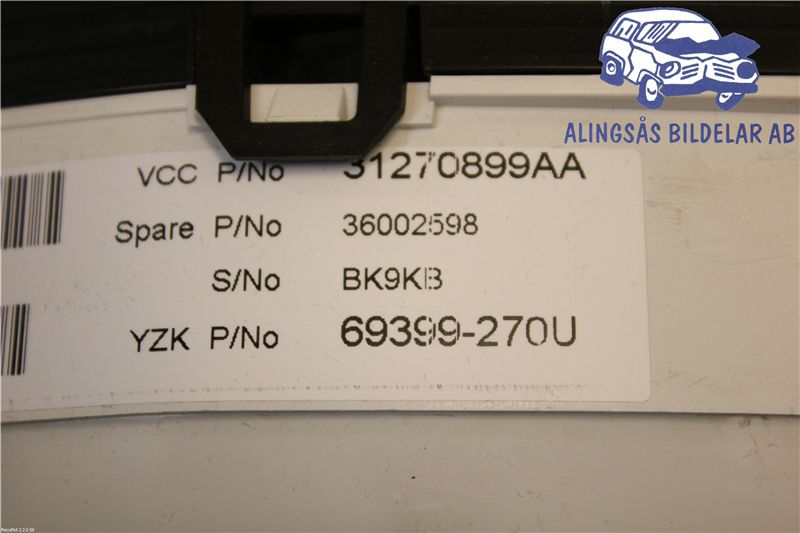 ALINGSÅS BILDELAR AB
VCC P/No 31270899AA
Spare P/No 36002598
S/No BK9KB
YZK P/No 69399-270U